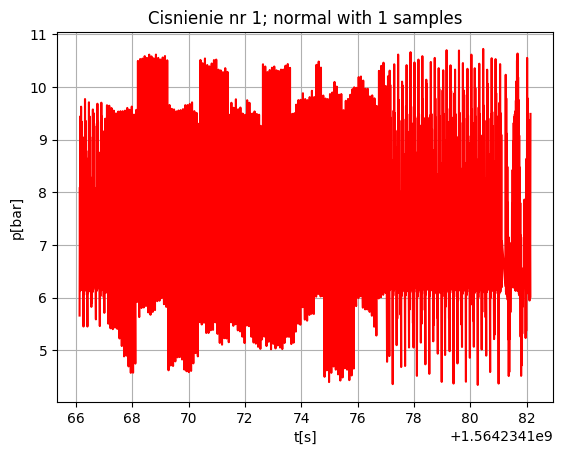 Cisnienie nr 1; normal with 1 samples
11
10
9
8
7
6
5
p[bar]
66 68 70 72 74 76 78 80 82
t[s]
+1.5642341e9